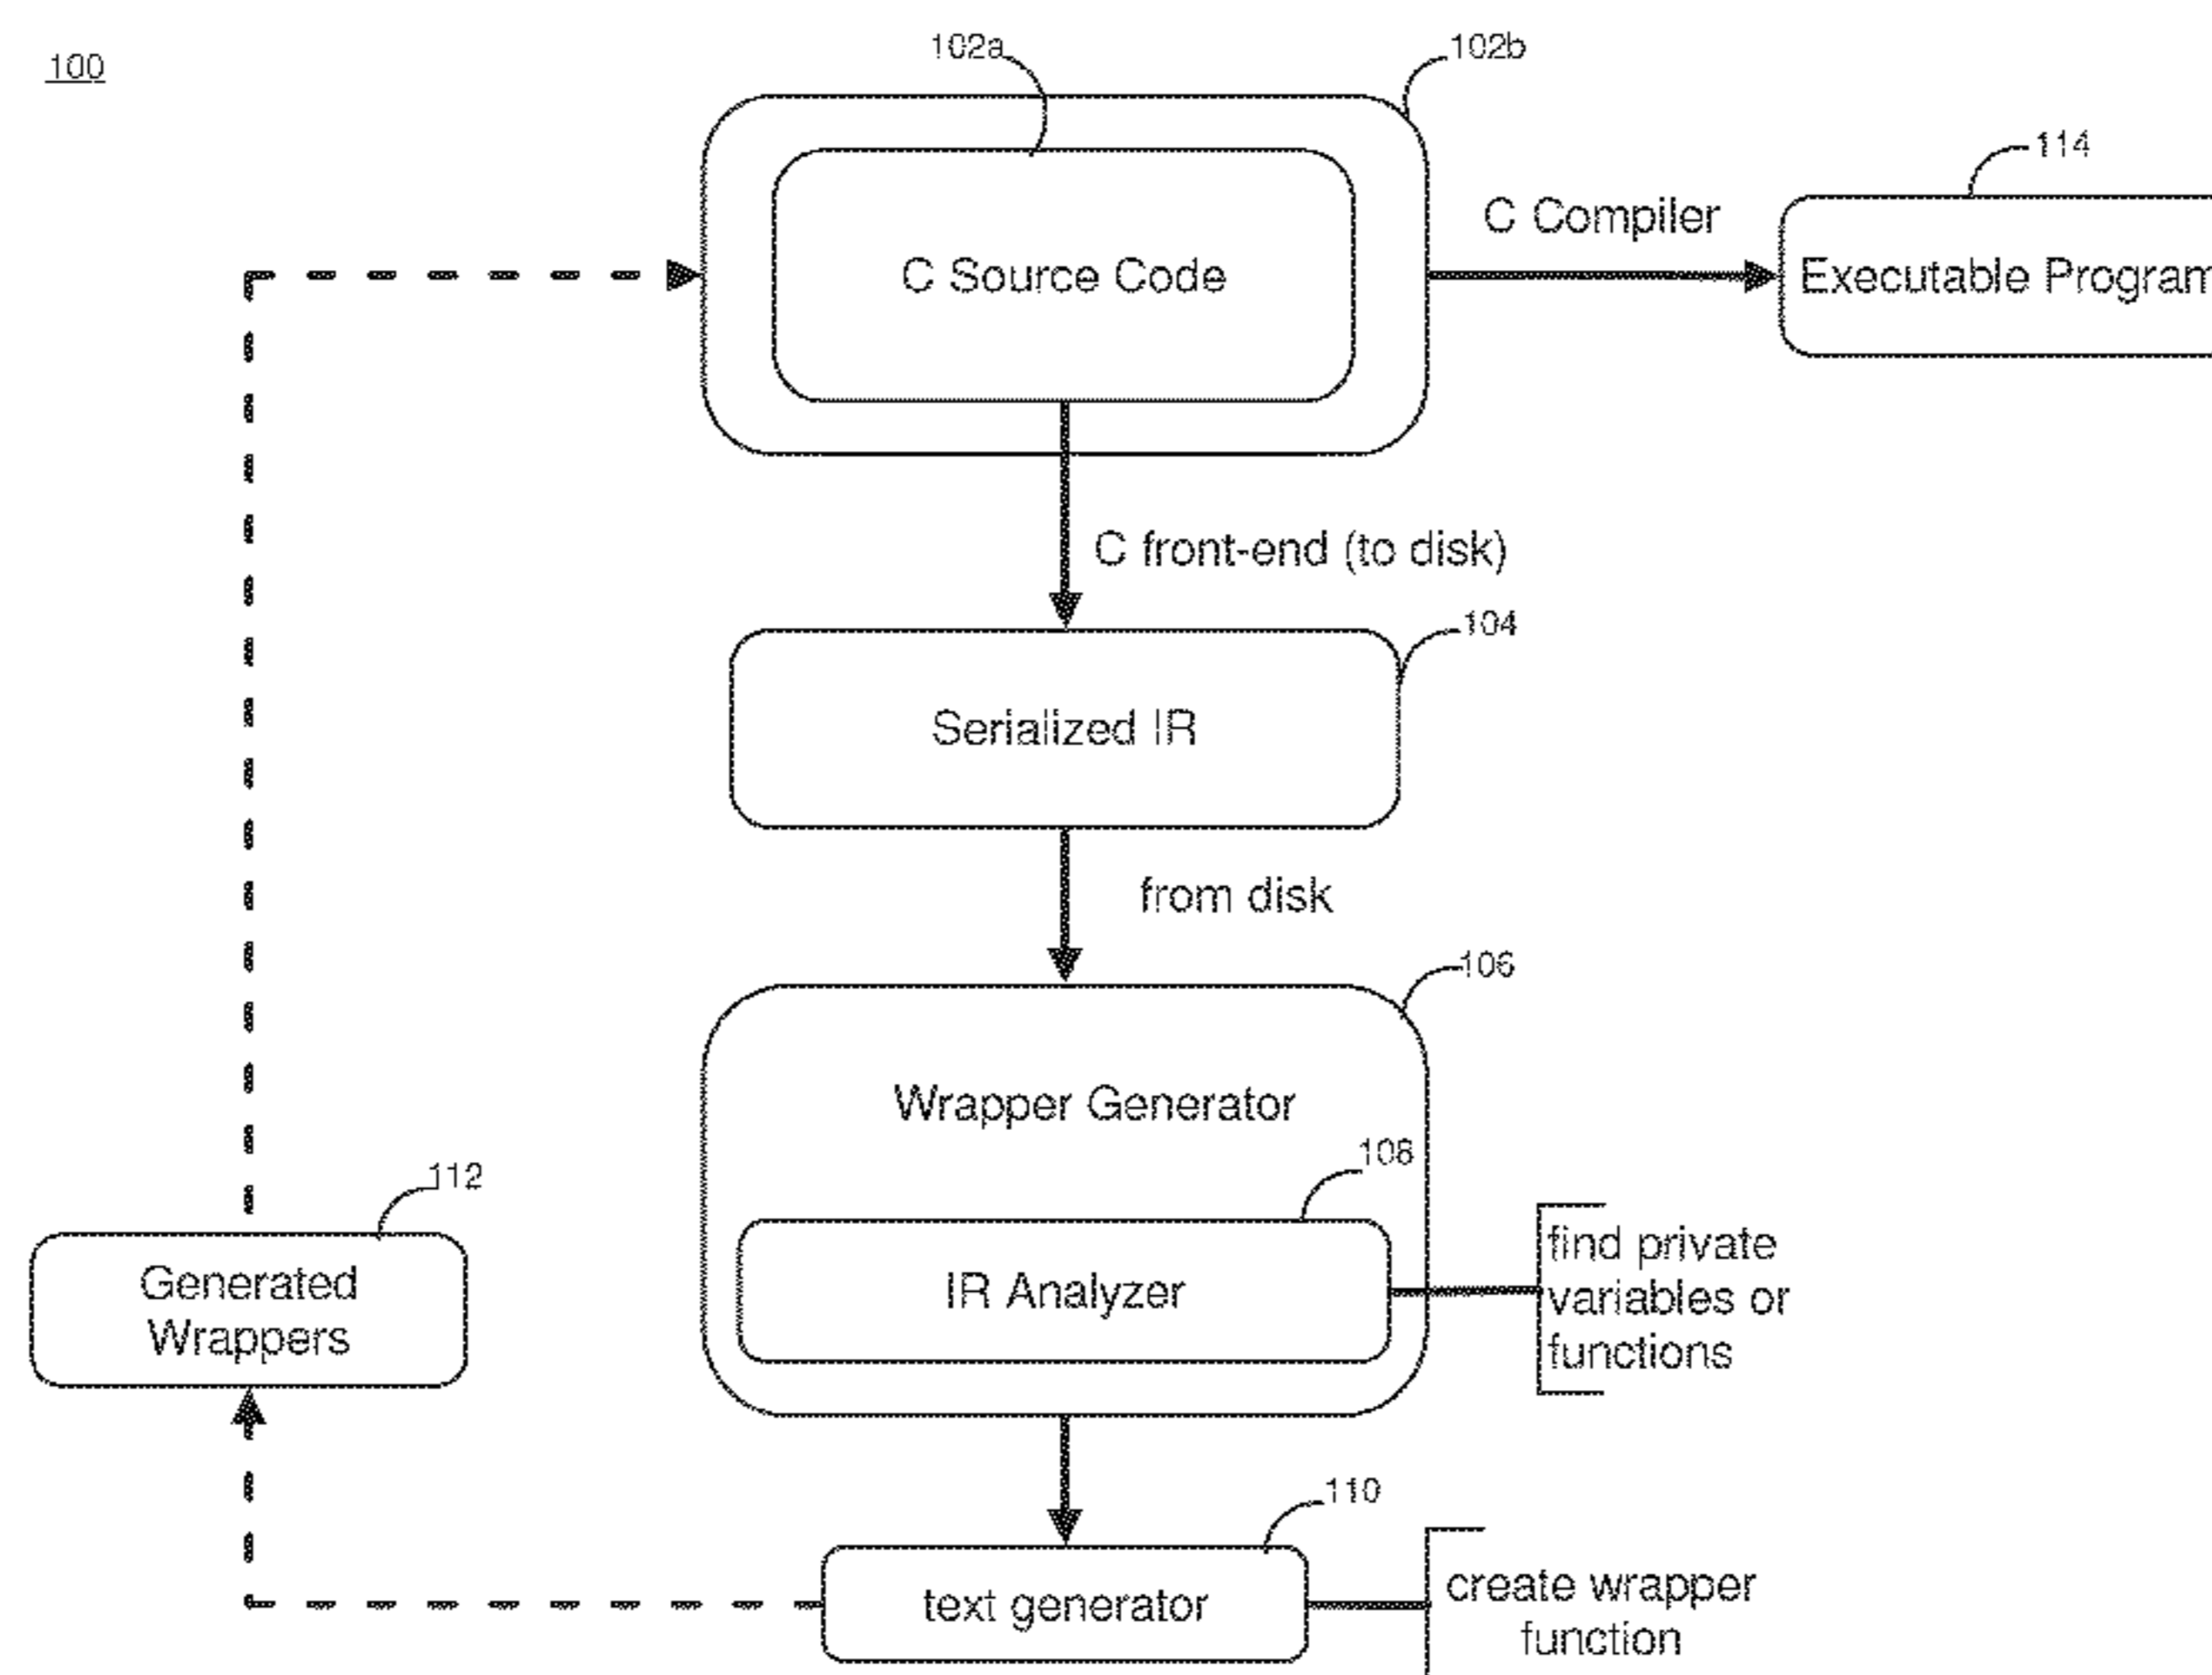 100
102a
102b
114
C Compiler
C Source Code
Executable Program
C front-end (to disk)
104
Serialized IR
from disk
106
Wrapper Generator
108
112
find private
variables or
functions
IR Analyzer
Generated
Wrappers
110
text generator
create wrapper
function